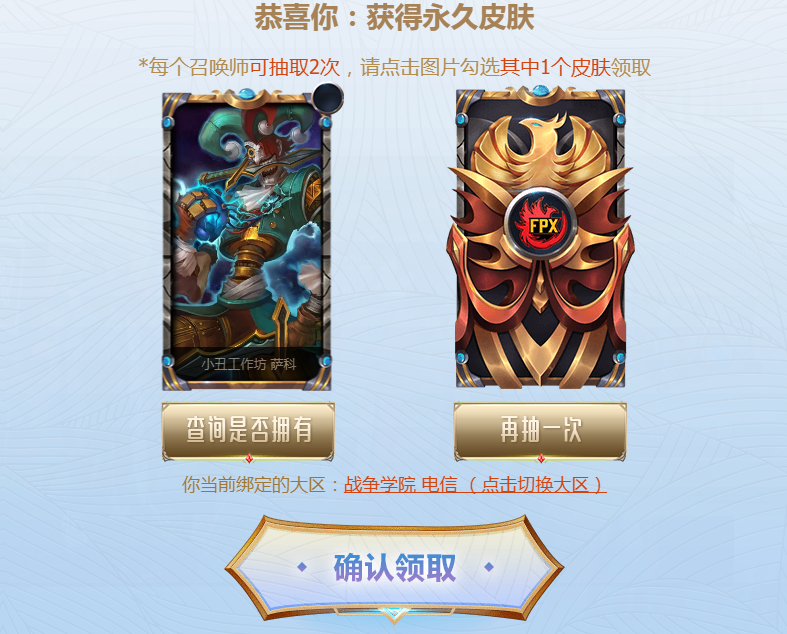 恭喜你：获得永久皮肤
*每个召唤师可抽取2次，请点击图片勾选其中1个皮肤领取
FPX
小丑工作坊 萨科
查询是否拥有
再抽一次
你当前绑定的大区：战争学院 电信（点击切换大区）
确认领取